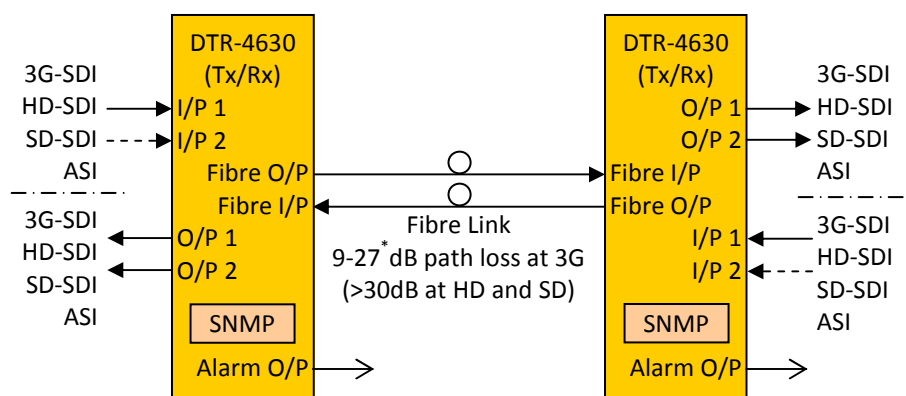 DTR-4630
(Tx/Rx)
3G-SDI
HD-SDI
SD-SDI
ASI
I/P 1
I/P 2
Fibre O/P
Fibre I/P
3G-SDI
HD-SDI
SD-SDI
ASI
O/P 1
O/P 2
SNMP
Alarm O/P
Fibre Link
9-27*dB path loss at 3G
(>30dB at HD and SD)
DTR-4630
(Tx/Rx)
O/P 1
O/P 2
3G-SDI
HD-SDI
SD-SDI
ASI
Fibre I/P
Fibre O/P
I/P 1
I/P 2
3G-SDI
HD-SDI
SD-SDI
ASI
SNMP
Alarm O/P